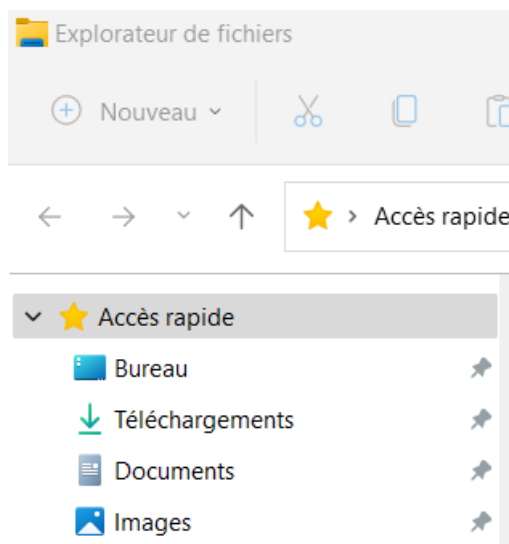 Explorateur de fichiers
Nouveau
Accès rapide
Accès rapide
Bureau
Téléchargements
Documents
Images